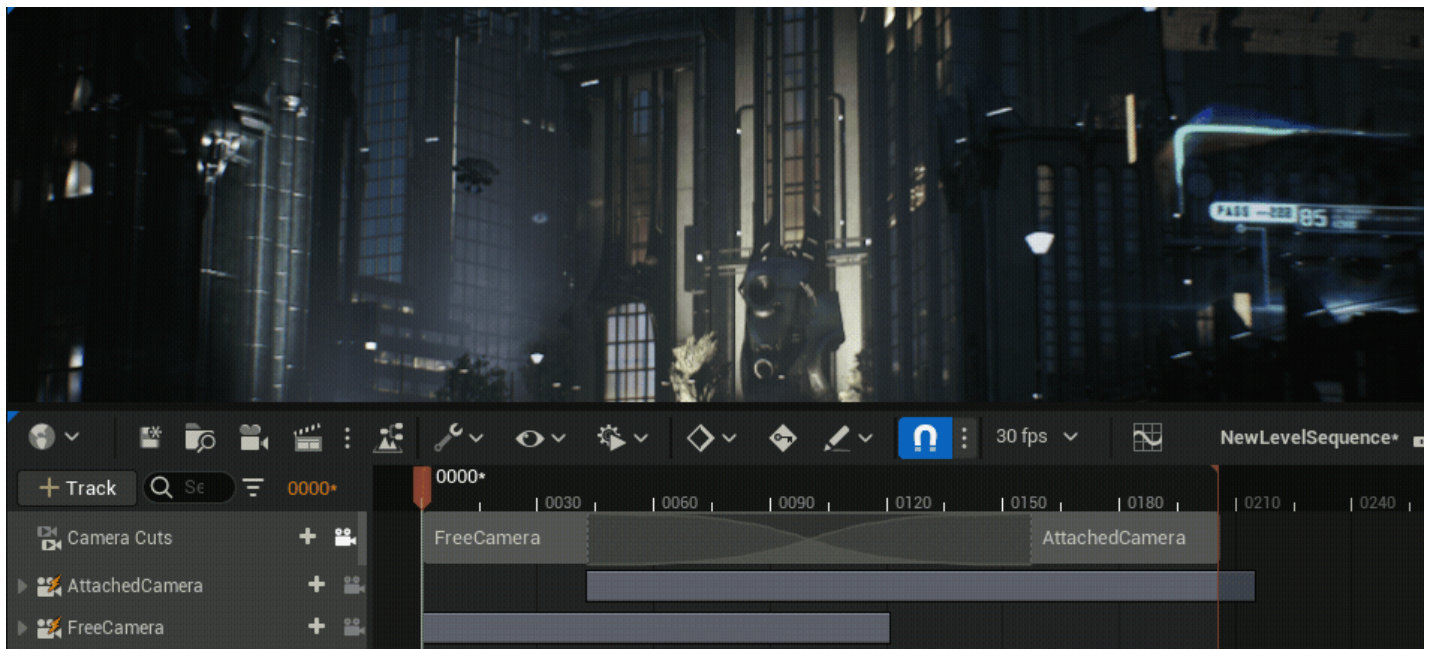 PASS
85
30 fps
NewLevelSequence*
+ Track
0000*
0000*
0030 0060 0090 0120 0150 0180 0210 0240
Camera Cuts
FreeCamera
AttachedCamera
AttachedCamera
FreeCamera